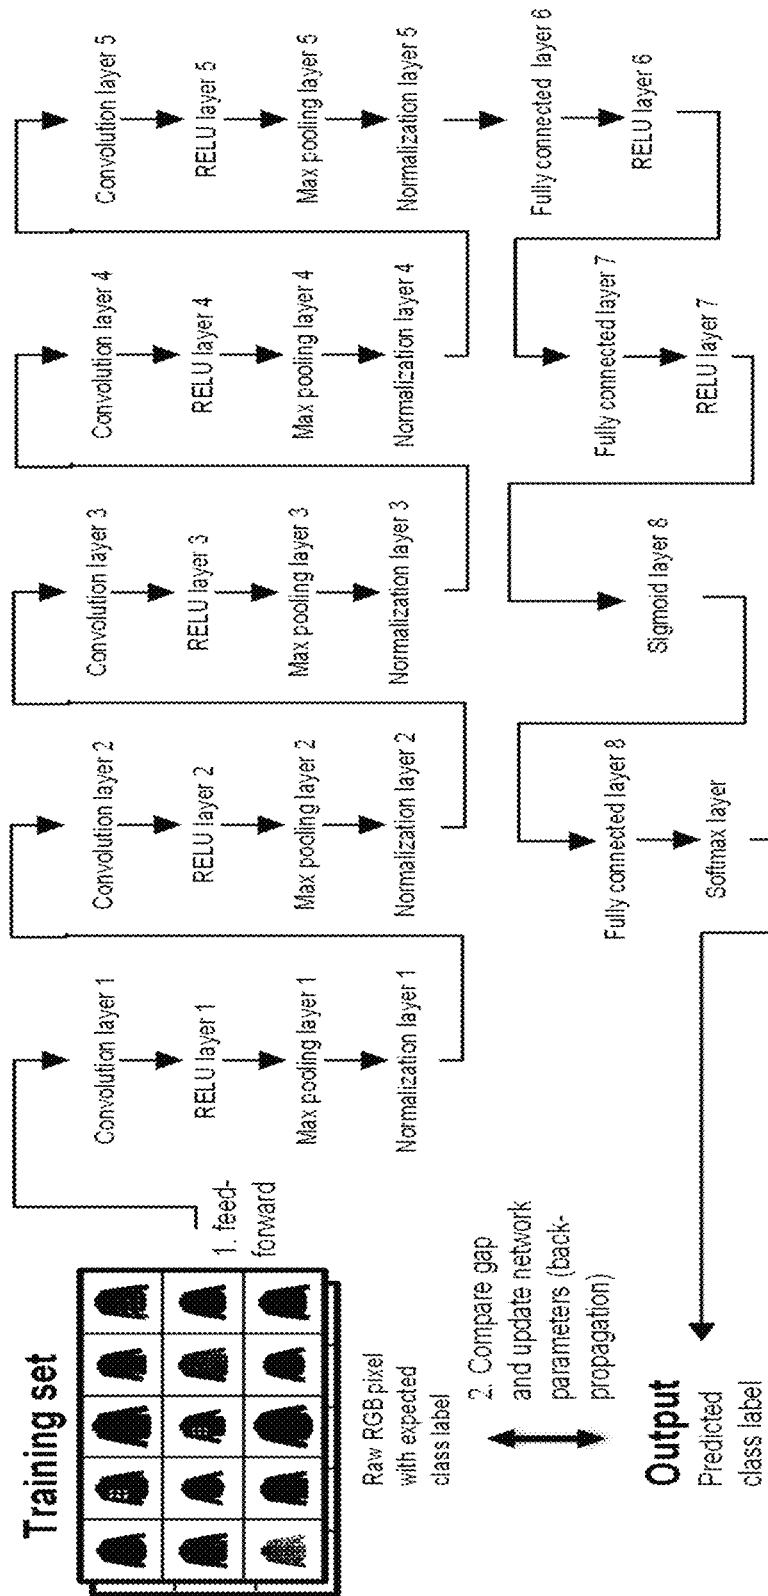 Training set
Raw RGB pixel
with expected
class label
1. feed-
forward
Convolution layer 1
RELU layer 1
Max pooling layer 1
Normalization layer 1
Convolution layer 2
RELU layer 2
Max pooling layer 2
Normalization layer 2
Convolution layer 3
RELU layer 3
Max pooling layer 3
Normalization layer 3
Convolution layer 4
RELU layer 4
Max pooling layer 4
Normalization layer 4
Convolution layer 5
RELU layer 5
Max pooling layer 5
Normalization layer 5
Fully connected layer 6
RELU layer 6
Fully connected layer 7
RELU layer 7
Sigmoid layer 8
Fully connected layer 8
Softmax layer
2. Compare gap
and update network
parameters (back-
propagation)
Output
Predicted
class label